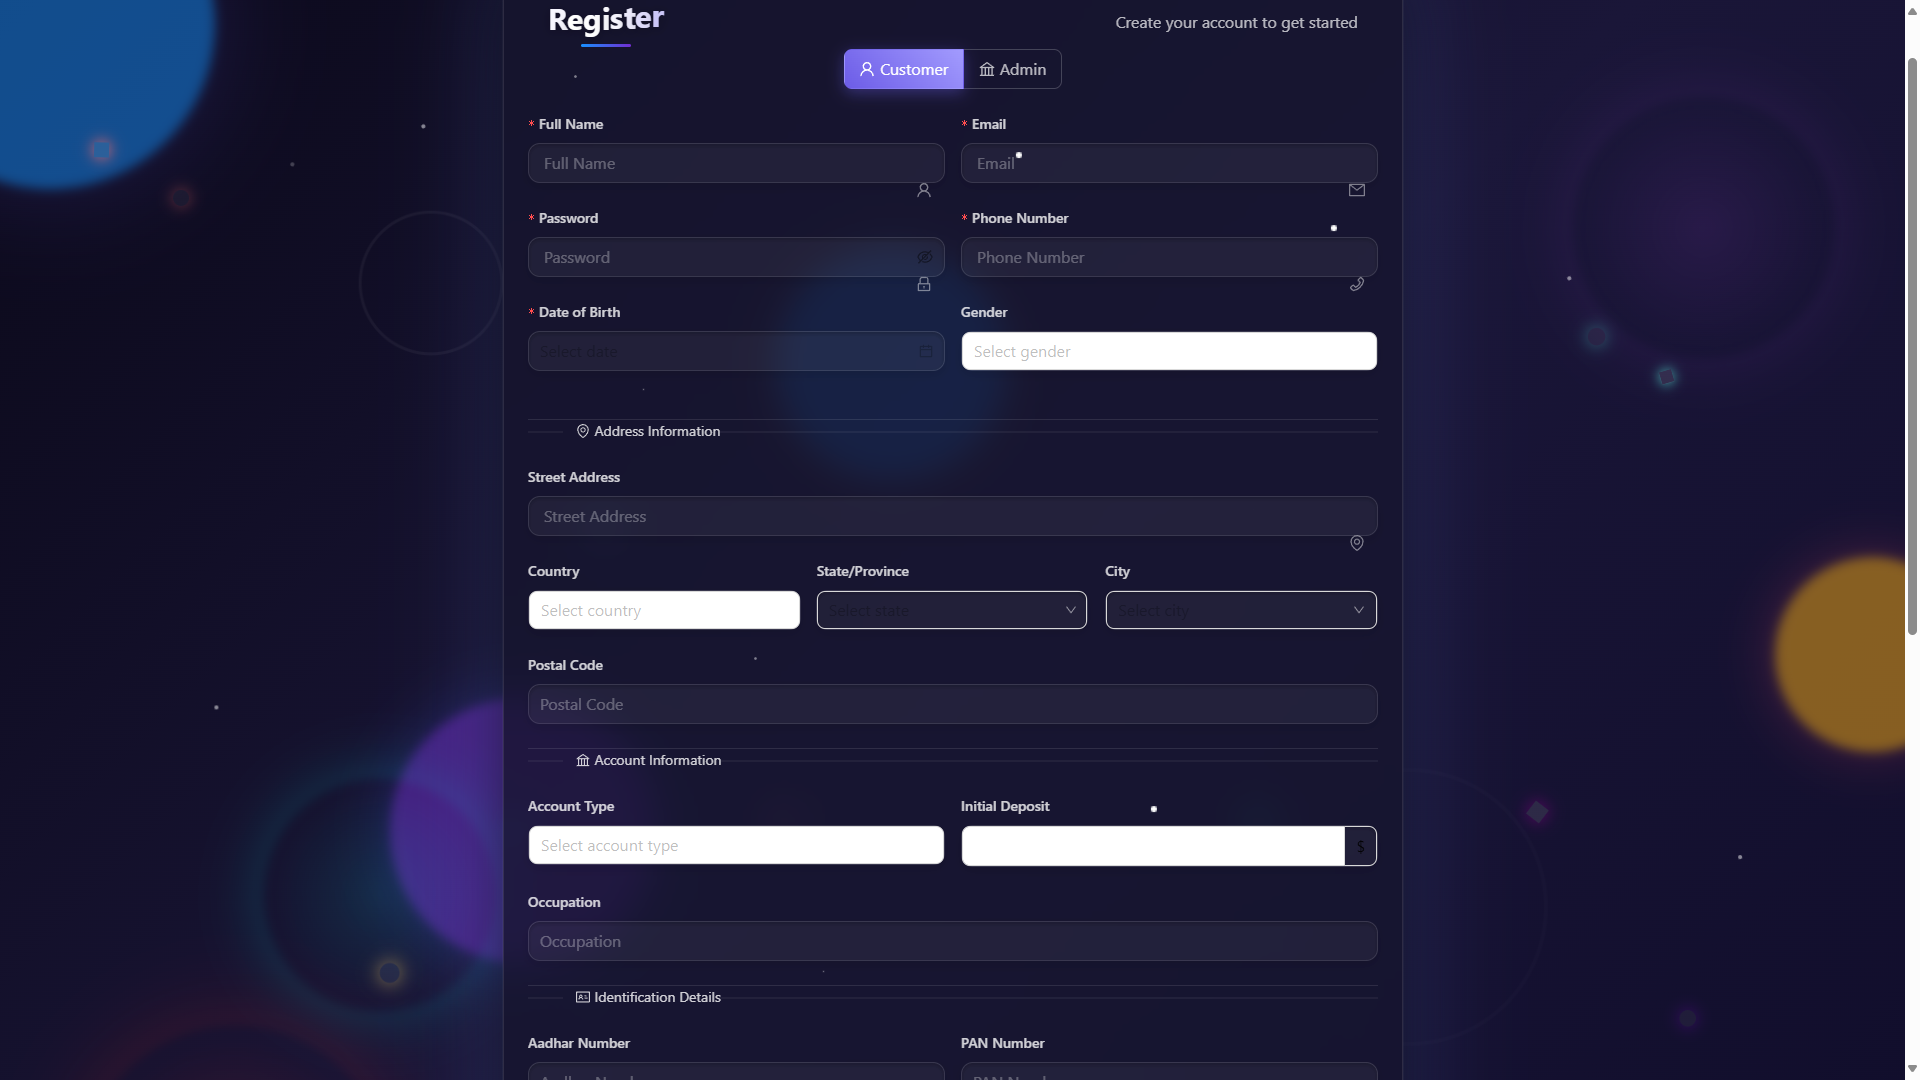 Register
Create your account to get started
Customer
Admin
* Full Name
* Email
Full Name
Email
* Password
* Phone Number
Password
Phone Number
* Date of Birth
Gender
Select date
Select gender
Address Information
Street Address
Street Address
Country
State/Province
City
Select country
Select state
Select city
Postal Code
Postal Code
Account Information
Account Type
Initial Deposit
Select account type
$
Occupation
Occupation
Identification Details
Aadhar Number
PAN Number